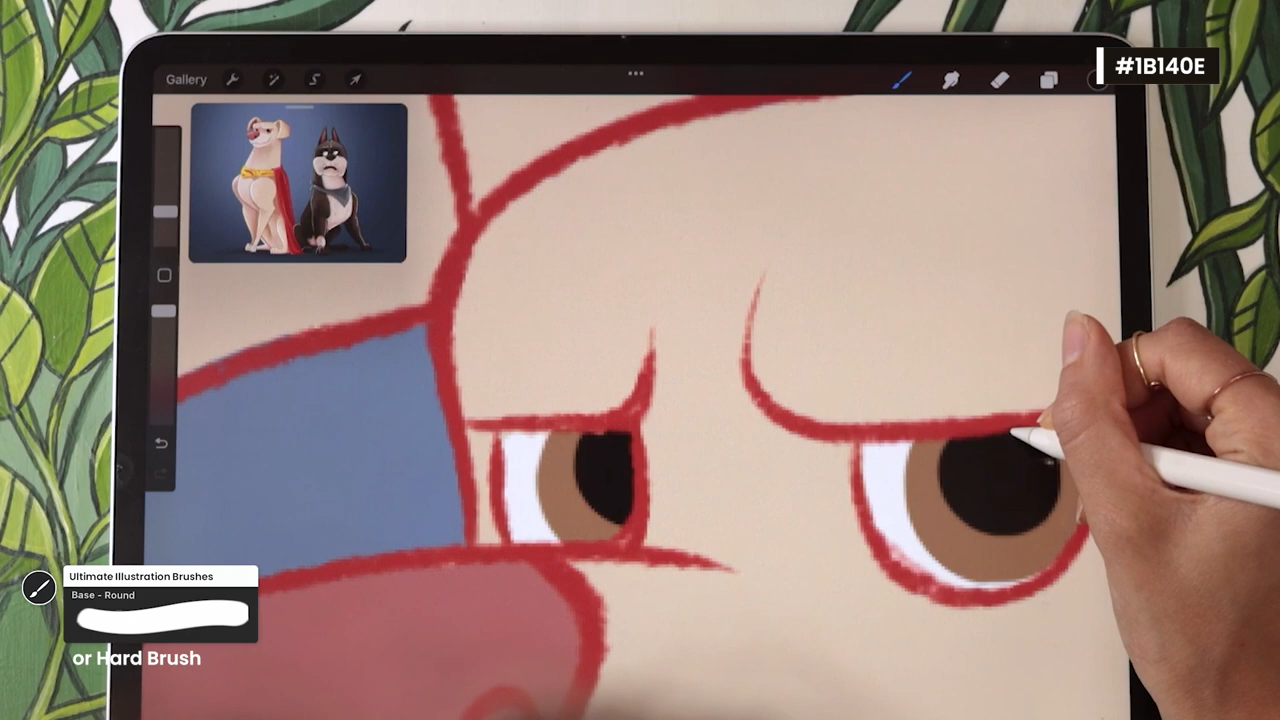 #1B140E
Gallery
Ultimate Illustration Brushes
Base - Round
or Hard Brush